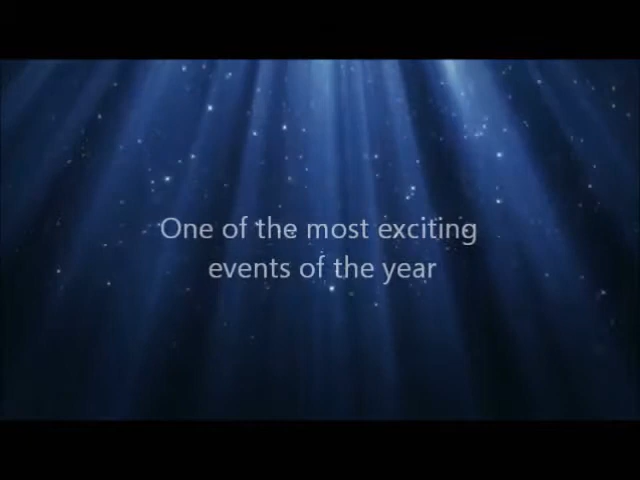 One of the most exciting
events of the year